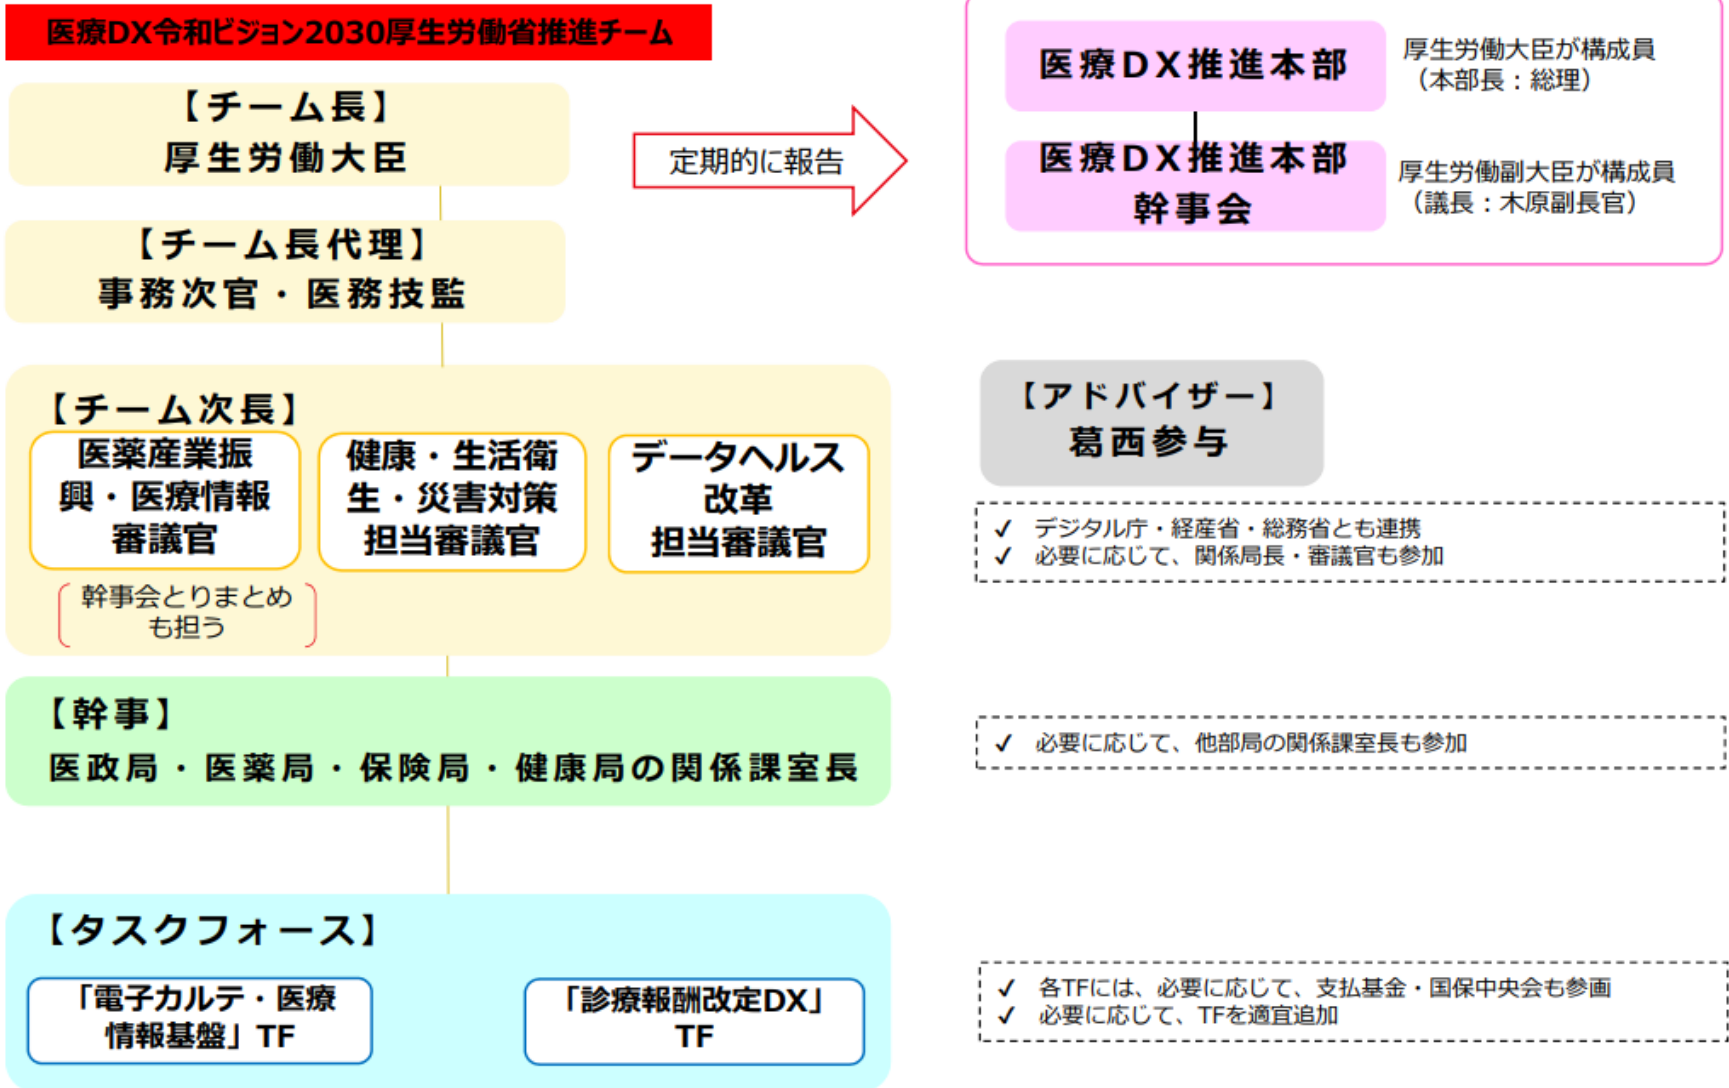 医療DX令和ビジョン2030厚生労働省推進チーム
【チーム長】
厚生労働大臣
定期的に報告
医療DX推進本部
厚生労働大臣が構成員
（本部長：総理）
医療DX推進本部
幹事会
厚生労働副大臣が構成員
（議長：木原副長官）
【チーム長代理】
事務次官・医務技監
【チーム次長】
医薬産業振
興・医療情報
審議官
健康・生活衛
生・災害対策
担当審議官
データヘルス
改革
担当審議官
幹事会とりまとめ
も担う
【アドバイザー】
葛西参与
✓ デジタル庁・経産省・総務省とも連携
✓ 必要に応じて、関係局長・審議官も参加
【幹事】
医政局・医薬局・保険局・健康局の関係課室長
✓ 必要に応じて、他部局の関係課室長も参加
【タスクフォース】
「電子カルテ・医療
情報基盤」TF
「診療報酬改定DX」
TF
✓ 各TFには、必要に応じて、支払基金・国保中央会も参画
✓ 必要に応じて、TFを適宜追加